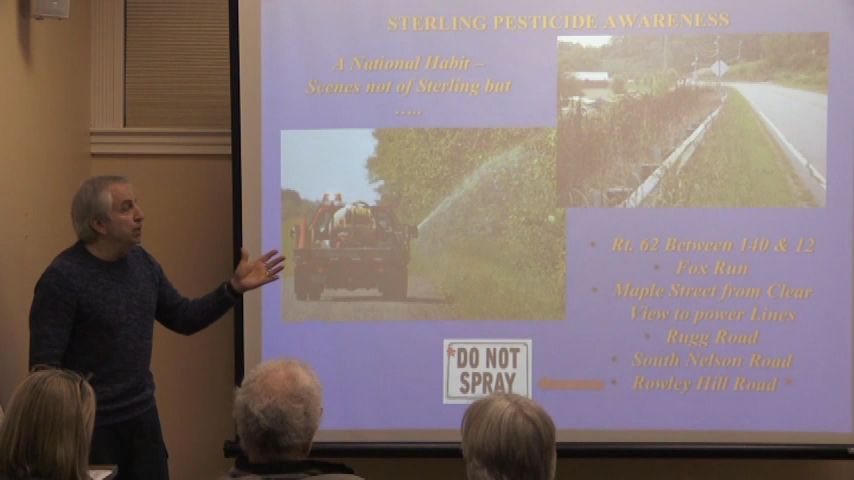 STERLING PESTICIDE AWARENESS
A National Habit –
Scenes not of Sterling but
.....
• Rt. 62 Between 140 & 12
• Fox Run
• Maple Street from Clear
View to power Lines
• Rugg Road
• South Nelson Road
• Rowley Hill Road *
*DO NOT
SPRAY